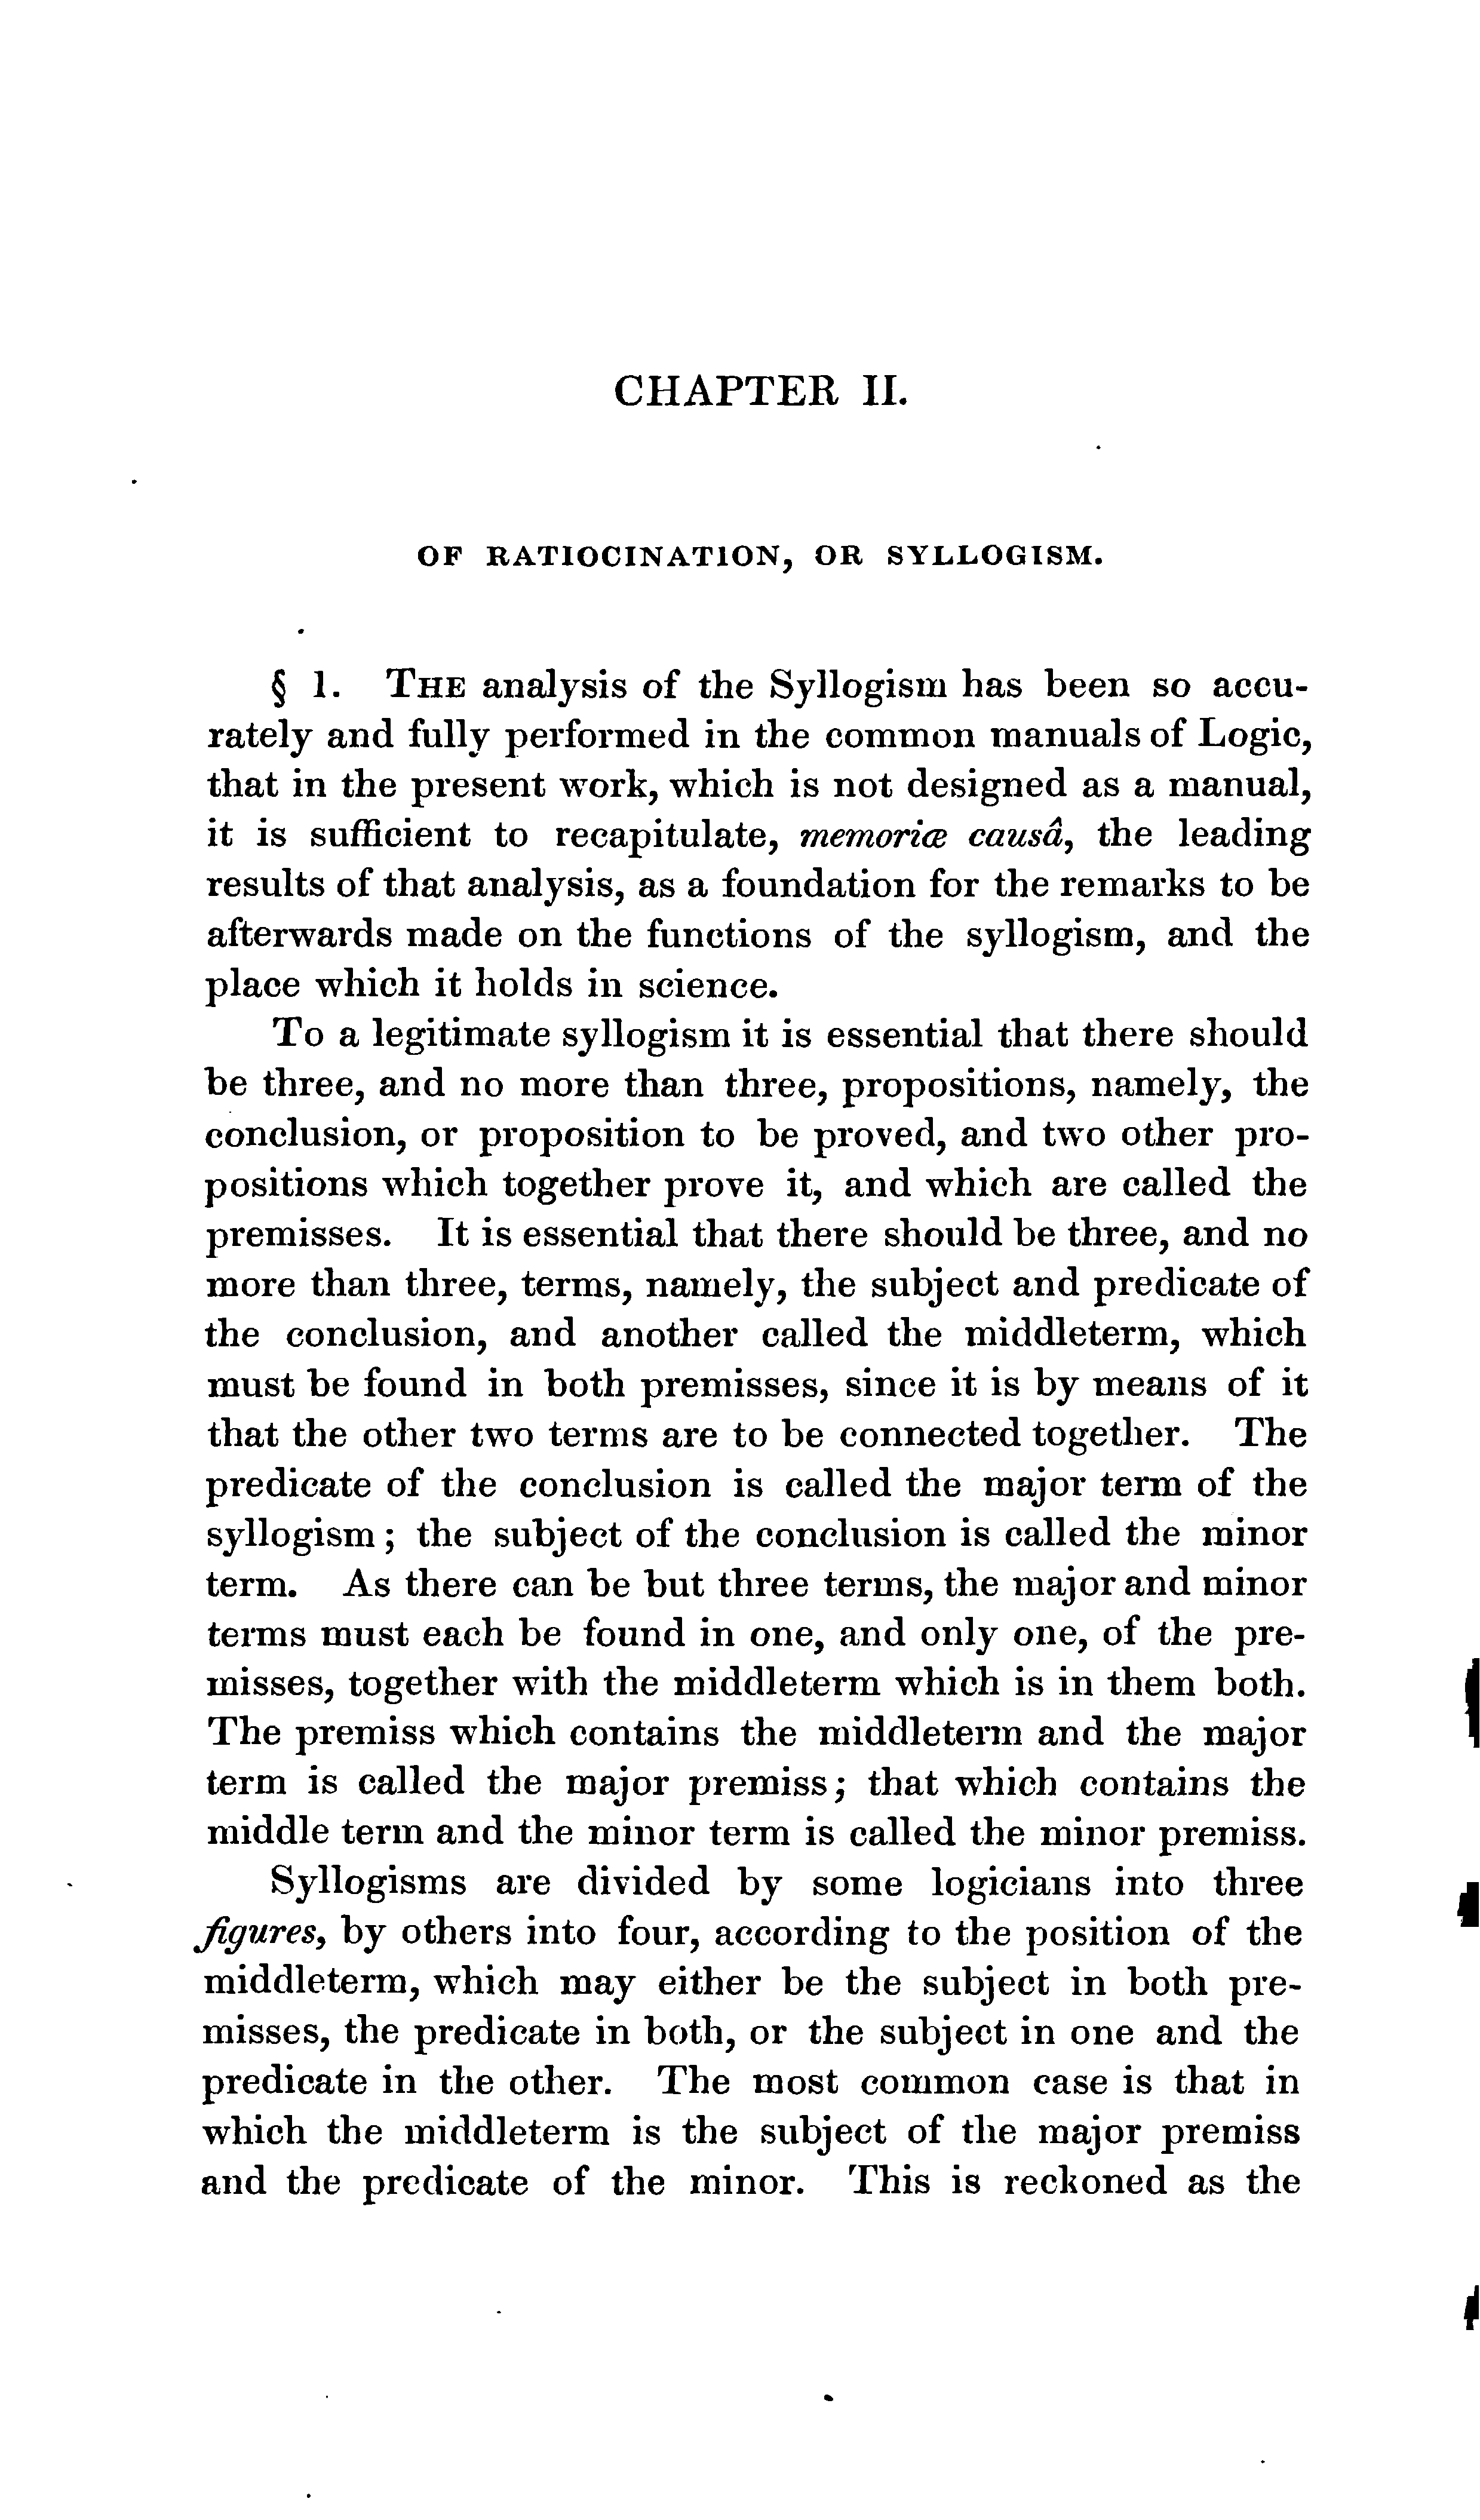 CHAPTER II.
OF RATIOCINATION, OR SYLLOGISM.
§ 1. THE analysis of the Syllogism has been so accu-
rately and fully performed in the common manuals of Logic,
that in the present work, which is not designed as a manual,
it is sufficient to recapitulate, memoriæ causâ, the leading
results of that analysis, as a foundation for the remarks to be
afterwards made on the functions of the syllogism, and the
place which it holds in science.
To a legitimate syllogism it is essential that there should
be three, and no more than three, propositions, namely, the
conclusion, or proposition to be proved, and two other pro-
positions which together prove it, and which are called the
premisses. It is essential that there should be three, and no
more than three, terms, namely, the subject and predicate of
the conclusion, and another called the middleterm, which
must be found in both premisses, since it is by means of it
that the other two terms are to be connected together. The
predicate of the conclusion is called the major term of the
syllogism; the subject of the conclusion is called the minor
term. As there can be but three terms, the major and minor
terms must each be found in one, and only one, of the pre-
misses, together with the middleterm which is in them both.
The premiss which contains the middleterm and the major
term is called the major premiss; that which contains the
middle term and the minor term is called the minor premiss.
Syllogisms are divided by some logicians into three
figures, by others into four, according to the position of the
middleterm, which may either be the subject in both pre-
misses, the predicate in both, or the subject in one and the
predicate in the other. The most common case is that in
which the middleterm is the subject of the major premiss
and the predicate of the minor. This is reckoned as the